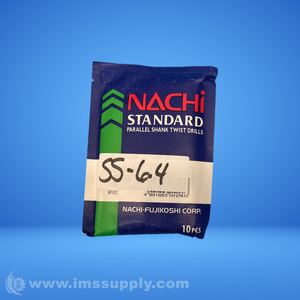 NACHi
STANDARD
PARALLEL SHANK TWIST DRILLS
SS-64
NACHI-FUJIKOSHI CORP.
10 PCS
© www.imssupply.com